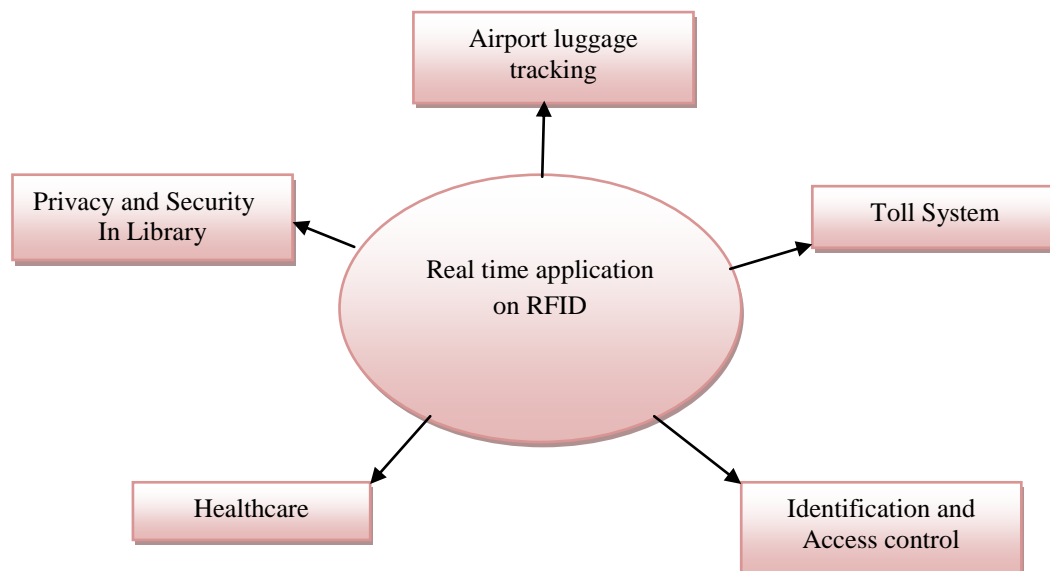 Airport luggage
tracking
Privacy and Security
In Library
Toll System
Real time application
on RFID
Healthcare
Identification and
Access control